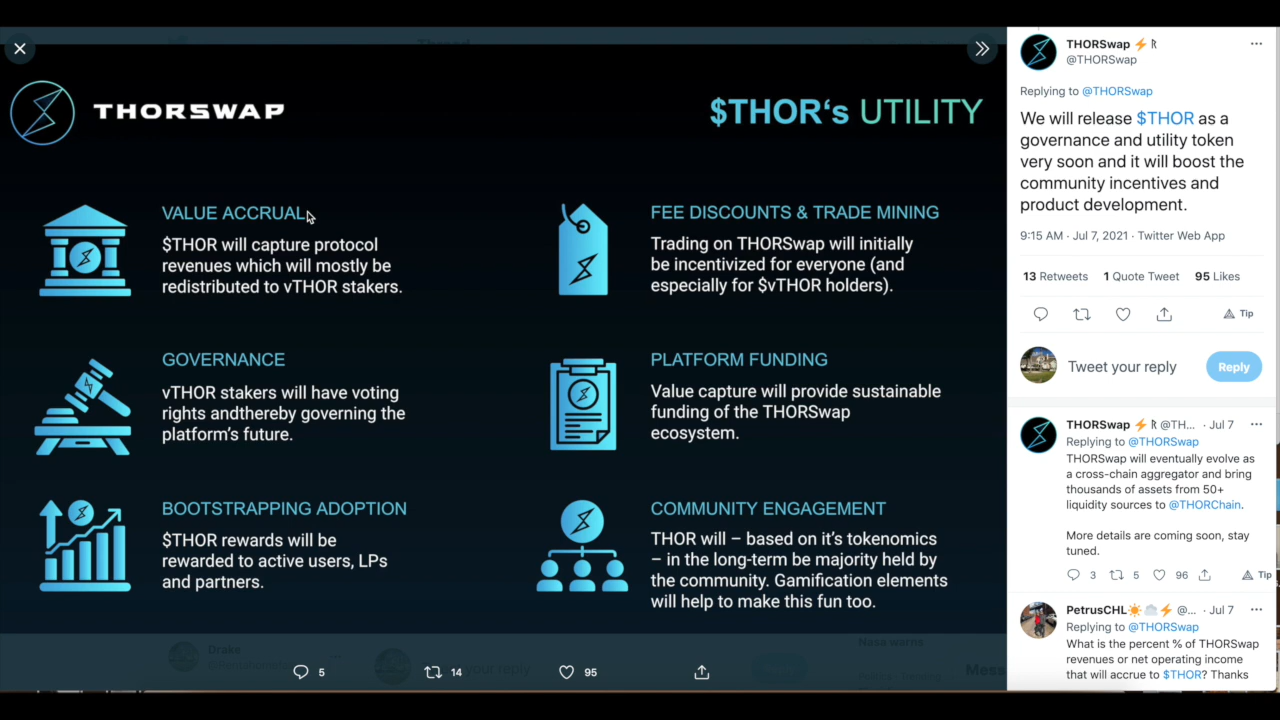 THORSWAP
$THOR's UTILITY
VALUE ACCRUAL
$THOR will capture protocol
revenues which will mostly be
redistributed to vTHOR stakers.
FEE DISCOUNTS & TRADE MINING
Trading on THORSwap will initially
be incentivized for everyone (and
especially for $vTHOR holders).
GOVERNANCE
vTHOR stakers will have voting
rights andthereby governing the
platform's future.
PLATFORM FUNDING
Value capture will provide sustainable
funding of the THORSwap
ecosystem.
BOOTSTRAPPING ADOPTION
$THOR rewards will be
rewarded to active users, LPs
and partners.
COMMUNITY ENGAGEMENT
THOR will – based on it's tokenomics
– in the long-term be majority held by
the community. Gamification elements
will help to make this fun too.
Drake
your reply
Mess
5
14
95
THORSwap ⚡ ᚱ
@THORSwap
Replying to @THORSwap
We will release $THOR as a
governance and utility token
very soon and it will boost the
community incentives and
product development.
9:15 AM · Jul 7, 2021 · Twitter Web App
13 Retweets 1 Quote Tweet 95 Likes
Tip
Tweet your reply
Reply
THORSwap ⚡ ᚱ @TH... · Jul 7
Replying to @THORSwap
THORSwap will eventually evolve as
a cross-chain aggregator and bring
thousands of assets from 50+
liquidity sources to @THORChain.
More details are coming soon, stay
tuned.
3 5 96 Tip
PetrusCHL☀️ ⚡ @... · Jul 7
Replying to @THORSwap
What is the percent % of THORSwap
revenues or net operating income
that will accrue to $THOR? Thanks